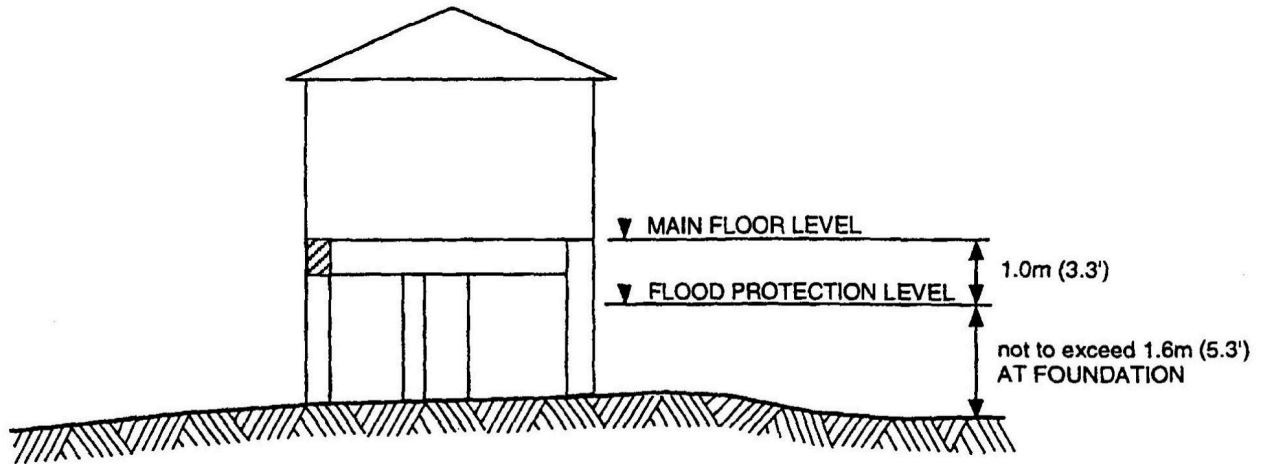 MAIN FLOOR LEVEL
1.0m (3.3')
FLOOD PROTECTION LEVEL
not to exceed 1.6m (5.3')
AT FOUNDATION